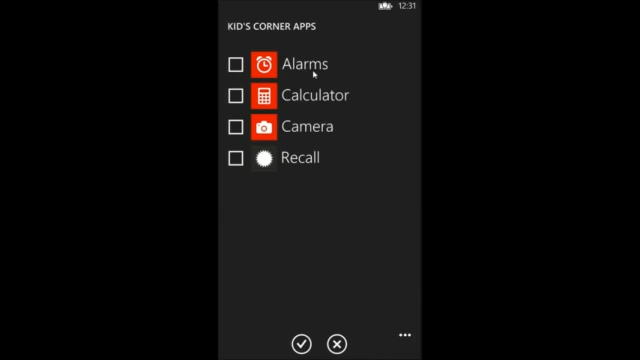 12:31
KID'S CORNER APPS
Alarms
Calculator
Camera
Recall